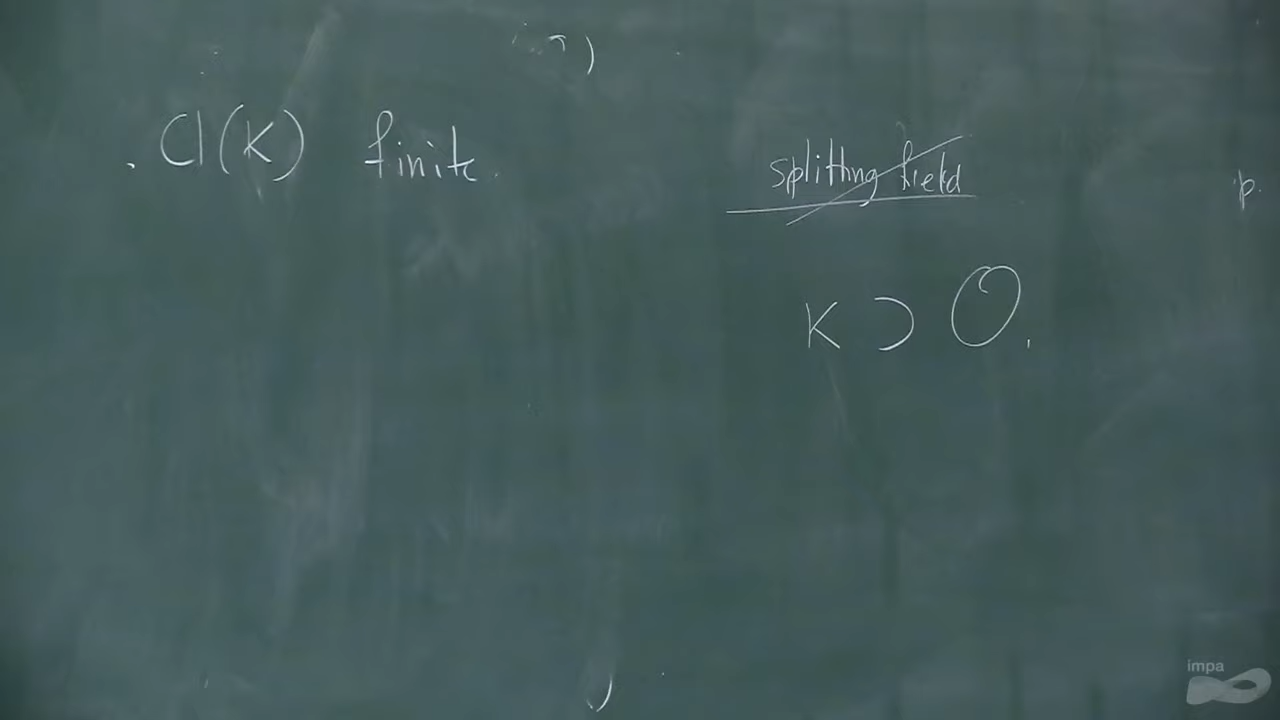 . Cl(K) finite.
splitting field
K ⊃ O.
p.
impa